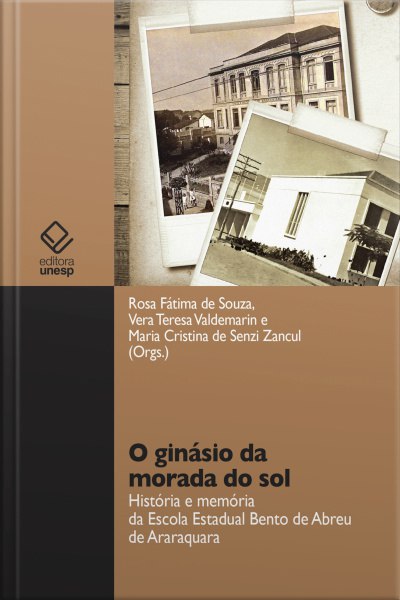 editora
unesp
Rosa Fátima de Souza,
Vera Teresa Valdemarin e
Maria Cristina de Senzi Zancul
(Orgs.)
O ginásio da
morada do sol
História e memória
da Escola Estadual Bento de Abreu
de Araraquara